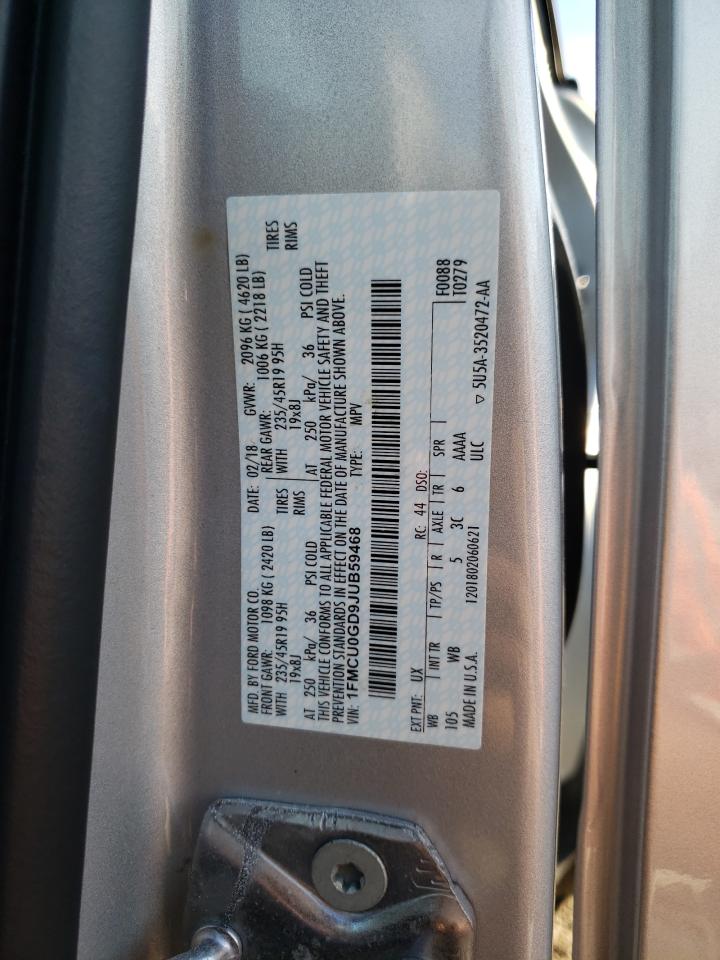 MFD. BY FORD MOTOR CO. DATE: 02/18 GVWR: 2096 KG ( 4620 LB)
FRONT GAWR: 1098 KG ( 2420 LB) REAR GAWR: 1006 KG ( 2218 LB)
WITH 235/45R19 95H TIRES WITH 235/45R19 95H TIRES
19x8J RIMS 19x8J RIMS
AT 250 kPa/ 36 PSI COLD AT 250 kPa/ 36 PSI COLD
THIS VEHICLE CONFORMS TO ALL APPLICABLE FEDERAL MOTOR VEHICLE SAFETY AND THEFT
PREVENTION STANDARDS IN EFFECT ON THE DATE OF MANUFACTURE SHOWN ABOVE.
VIN: 1FMCU0GD9JUB59468 TYPE: MPV
EXT PNT: UX RC: 44 DSO: F0088
WB INT TR TP/PS R AXLE TR SPR T0279
105 WB 5 3C 6 AAAA
MADE IN U.S.A. 1201802060621 ULC ▽ 5U5A-3520472-AA